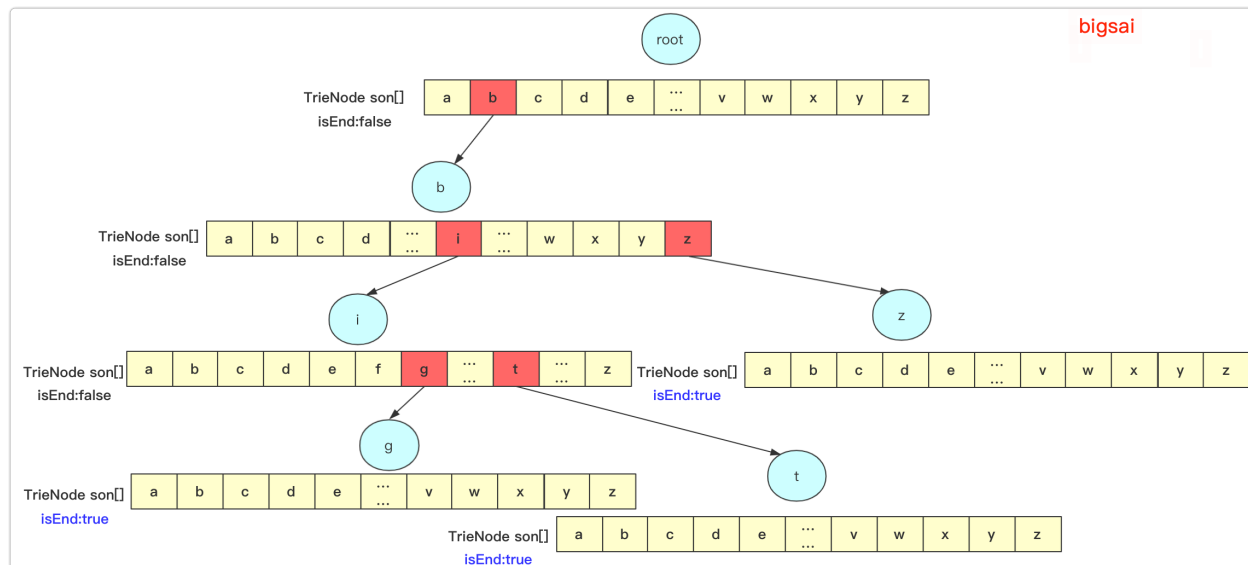 root
bigsai
TrieNode son[] a b c d e ... ... v w x y z
isEnd:false
b
TrieNode son[] a b c d ... ... i ... ... w x y z
isEnd:false
i
z
TrieNode son[] a b c d e f g ... ... t ... ... z
isEnd:false
TrieNode son[] a b c d e ... ... v w x y z
isEnd:true
g
t
TrieNode son[] a b c d e ... ... v w x y z
isEnd:true
TrieNode son[] a b c d e ... ... v w x y z
isEnd:true